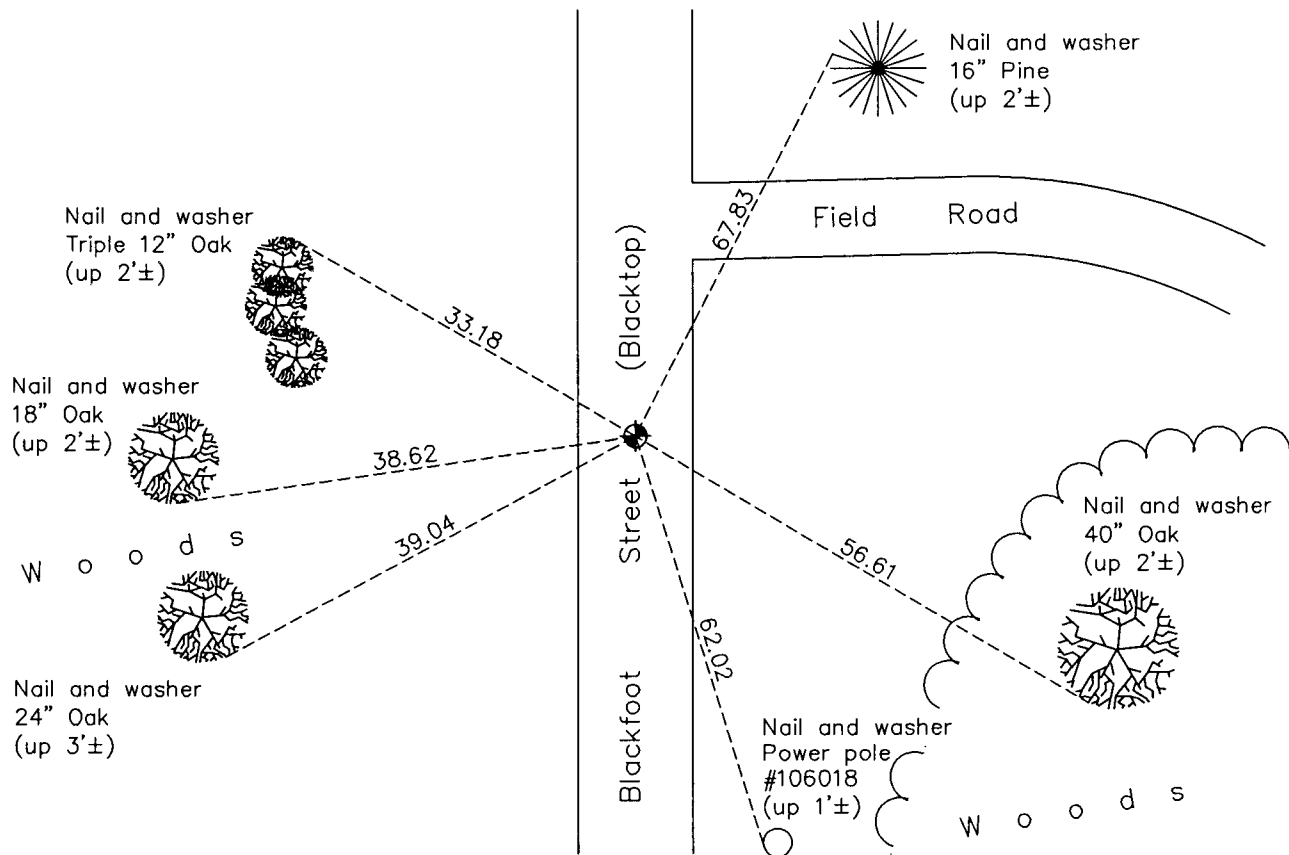 Nail and washer
16" Pine
(up 2'±)
67.83
Field Road
Nail and washer
Triple 12" Oak
(up 2'±)
33.18
(Blacktop)
Nail and washer
18" Oak
(up 2'±)
38.62
39.04
Woods
Nail and washer
24" Oak
(up 3'±)
Blackfoot Street
56.61
Nail and washer
40" Oak
(up 2'±)
62.02
Nail and washer
Power pole
#106018
(up 1'±)
Woods